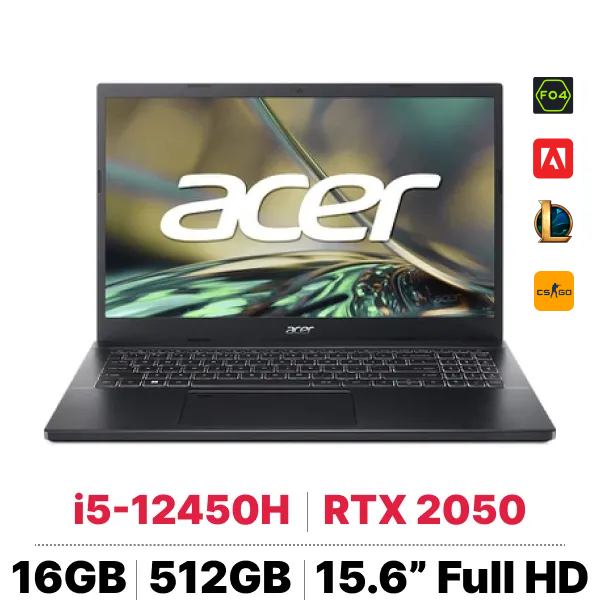 FO4
acer
CS GO
acer
i5-12450H | RTX 2050
16GB | 512GB | 15.6” Full HD